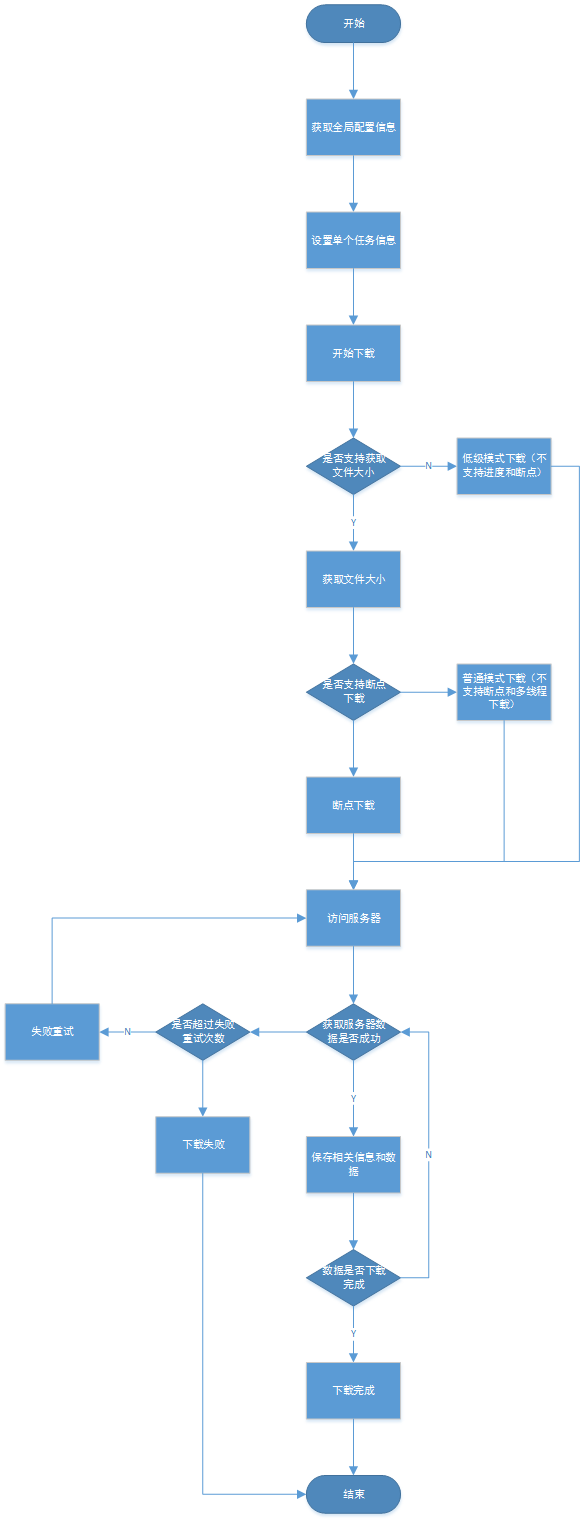 开始
获取全局配置信息
设置单个任务信息
开始下载
是否支持获取
文件大小
N
低级模式下载（不
支持进度和断点）
Y
获取文件大小
是否支持断点
下载
普通模式下载（不
支持断点和多线程
下载）
断点下载
访问服务器
失败重试
N
是否超过失败
重试次数
获取服务器数
据是否成功
Y
下载失败
保存相关信息和数
据
N
数据是否下载
完成
Y
下载完成
结束